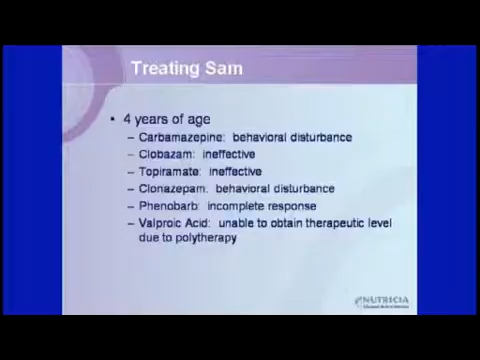 Treating Sam
• 4 years of age
– Carbamazepine: behavioral disturbance
– Clobazam: ineffective
– Topiramate: ineffective
– Clonazepam: behavioral disturbance
– Phenobarb: incomplete response
– Valproic Acid: unable to obtain therapeutic level
due to polytherapy
NUTRICIA